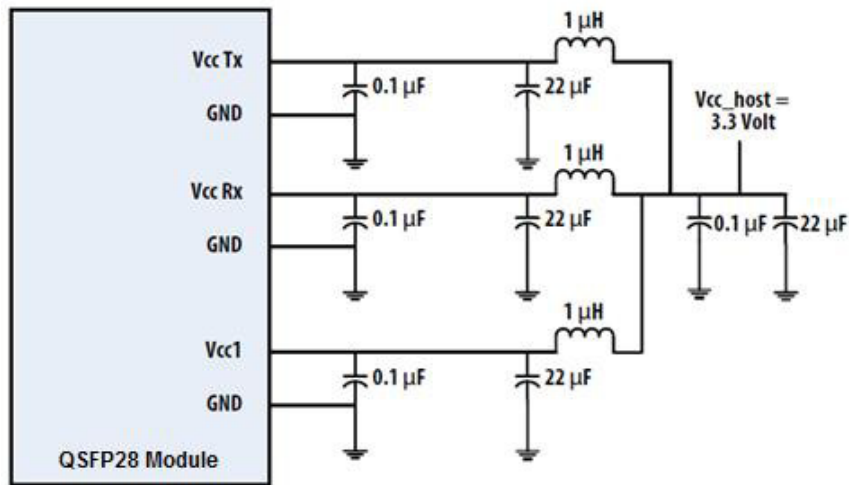 1 μH
Vcc Tx
0.1 μF
22 μF
GND
Vcc_host =
3.3 Volt
1 μH
Vcc Rx
0.1 μF
22 μF
0.1 μF
22 μF
GND
1 μH
Vcc1
0.1 μF
22 μF
GND
QSFP28 Module